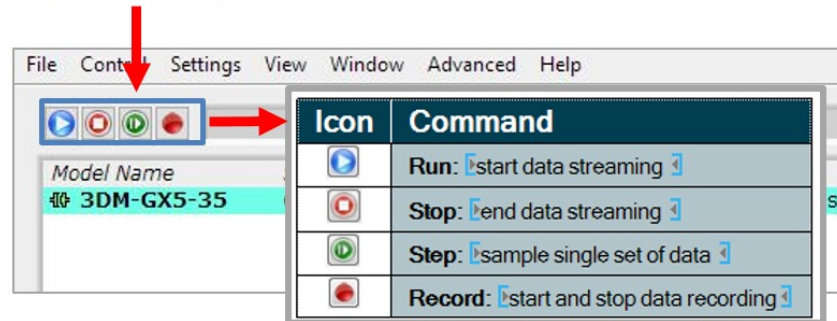 File Control Settings View Window Advanced Help
Icon Command
Model Name
Run: start data streaming
3DM-GX5-35
Stop: end data streaming
Step: sample single set of data
Record: start and stop data recording